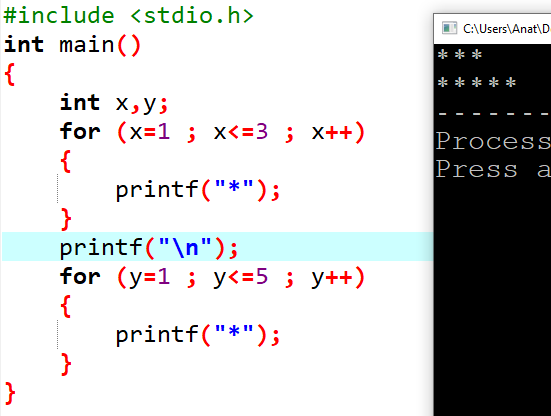 #include <stdio.h>
int main()
{
    int x,y;
    for (x=1 ; x<=3 ; x++)
    {
        printf("*");
    }
    printf("\n");
    for (y=1 ; y<=5 ; y++)
    {
        printf("*");
    }
}
C:\Users\Anat\D
***
*****
-------
Process
Press a